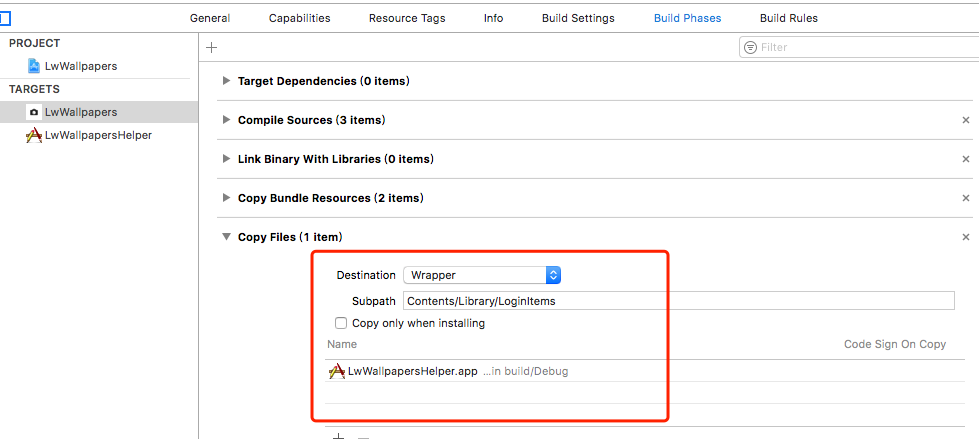 General Capabilities Resource Tags Info Build Settings Build Phases Build Rules
PROJECT
LwWallpapers
TARGETS
LwWallpapers
LwWallpapersHelper
Filter
Target Dependencies (0 items)
Compile Sources (3 items)
Link Binary With Libraries (0 items)
Copy Bundle Resources (2 items)
Copy Files (1 item)
Destination Wrapper
Subpath Contents/Library/LoginItems
Copy only when installing
Name Code Sign On Copy
LwWallpapersHelper.app ...in build/Debug